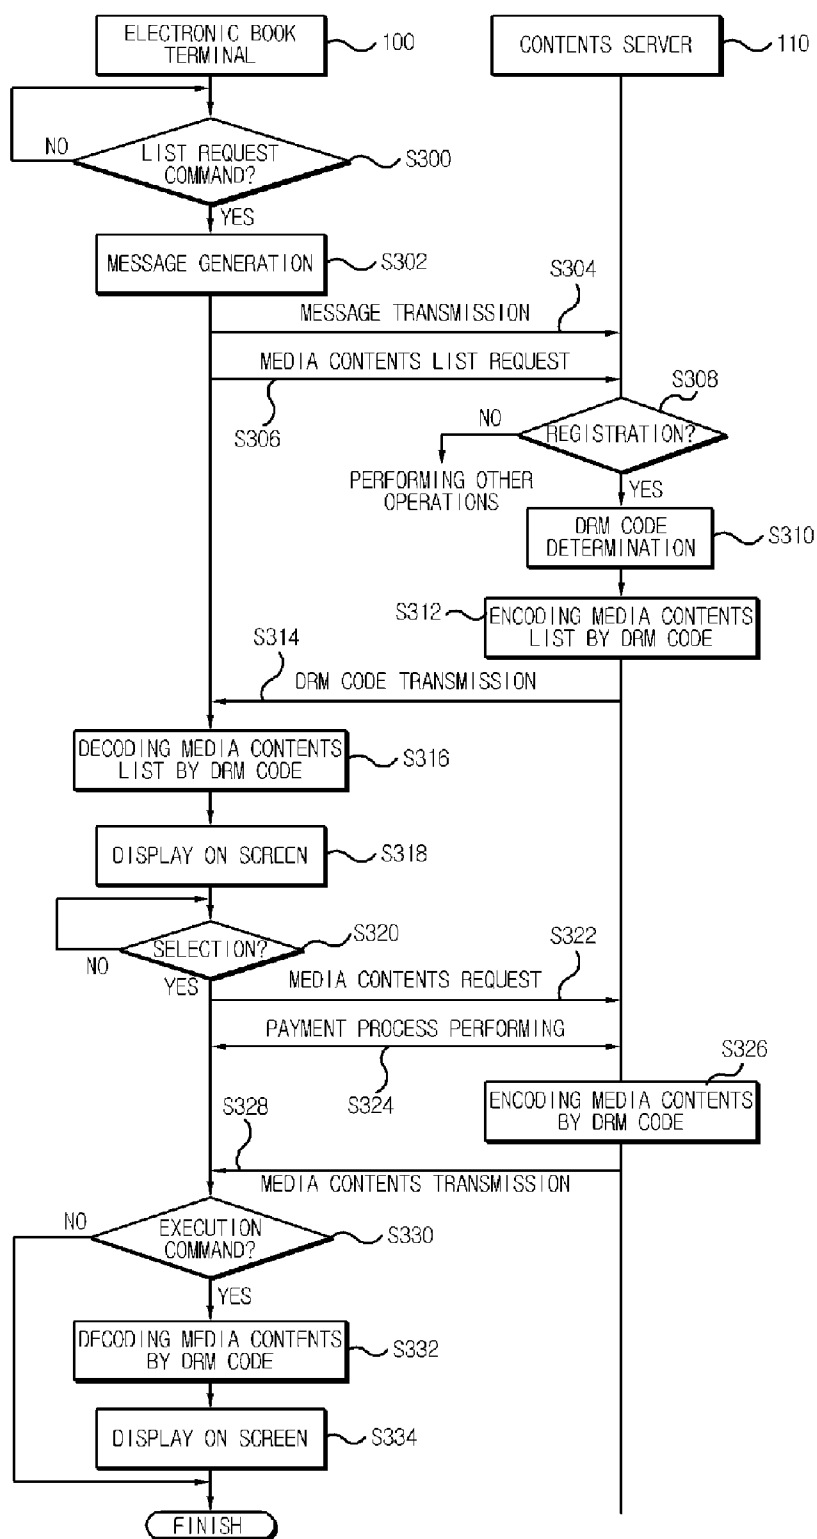 ELECTRONIC BOOK
TERMINAL
100
CONTENTS SERVER
110
NO
LIST REQUEST
COMMAND?
S300
YES
MESSAGE GENERATION
S302
S304
MESSAGE TRANSMISSION
MEDIA CONTENTS LIST REQUEST
S306
S308
NO
REGISTRATION?
PERFORMING OTHER
OPERATIONS
YES
DRM CODE
DETERMINATION
S310
S312
ENCODING MEDIA CONTENTS
LIST BY DRM CODE
S314
DRM CODE TRANSMISSION
DECODING MEDIA CONTENTS
LIST BY DRM CODE
S316
DISPLAY ON SCREEN
S318
SELECTION?
S320
NO
YES
S322
MEDIA CONTENTS REQUEST
PAYMENT PROCESS PERFORMING
S324
S326
ENCODING MEDIA CONTENTS
BY DRM CODE
S328
MEDIA CONTENTS TRANSMISSION
NO
EXECUTION
COMMAND?
S330
YES
DECODING MEDIA CONTENTS
BY DRM CODE
S332
DISPLAY ON SCREEN
S334
FINISH